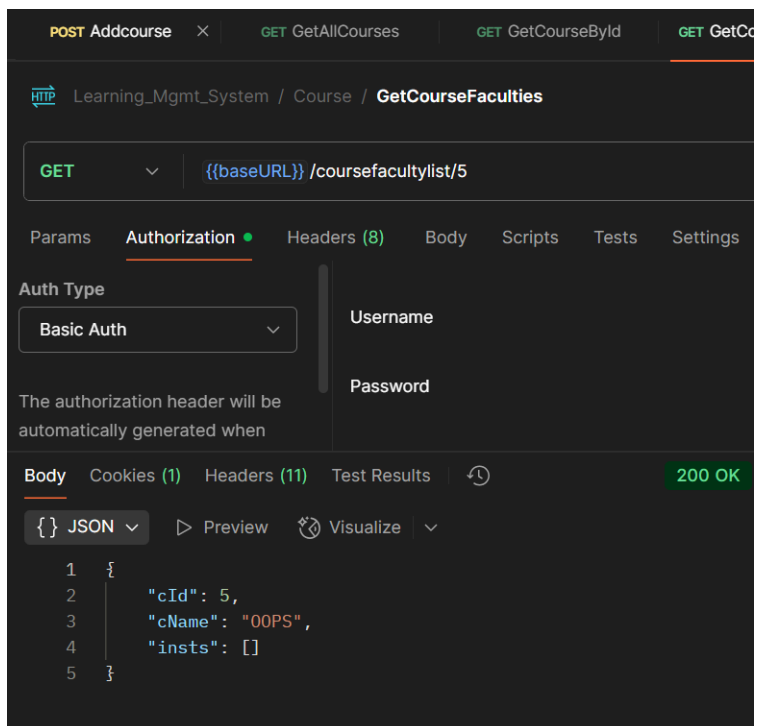 POST Addcourse × GET GetAllCourses GET GetCourseById GET GetCo
HTTP Learning_Mgmt_System / Course / GetCourseFaculties
GET {{baseURL}} /coursefacultylist/5
Params Authorization Headers (8) Body Scripts Tests Settings
Auth Type
Basic Auth
Username
Password
The authorization header will be
automatically generated when
Body Cookies (1) Headers (11) Test Results 200 OK
{} JSON Preview Visualize
1 {
2 "cId": 5,
3 "cName": "OOPS",
4 "insts": []
5 }